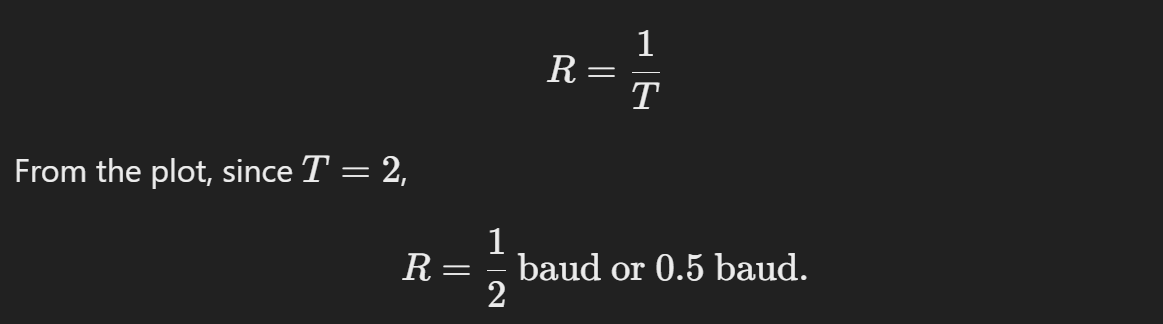 R = 1/T
From the plot, since T = 2,
R = 1/2 baud or 0.5 baud.